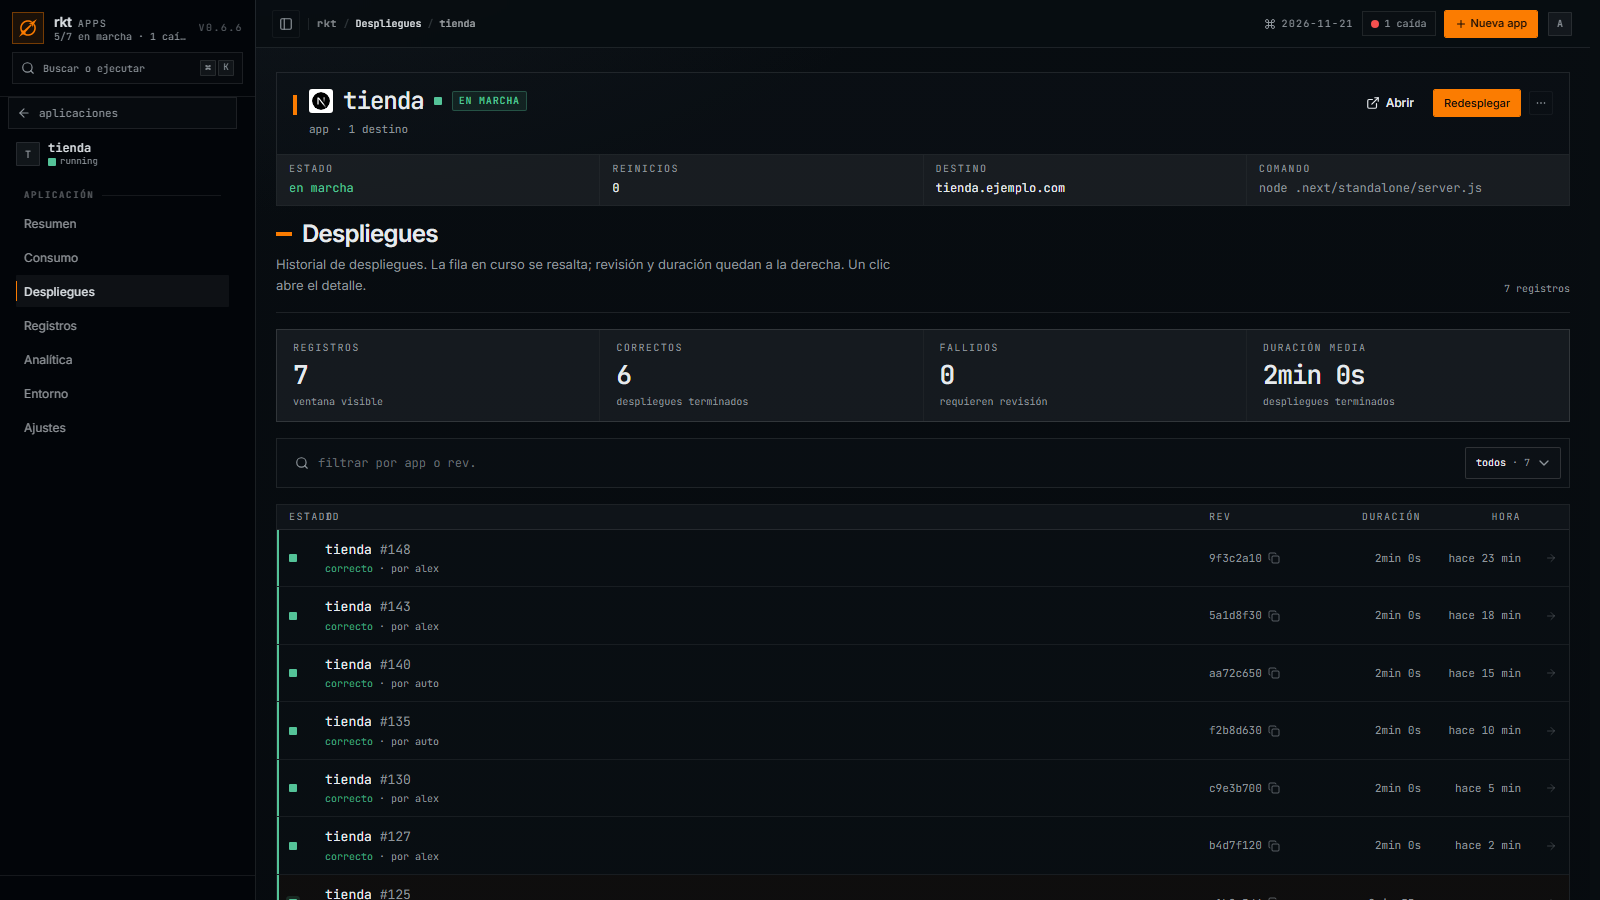 rkt APPS
5/7 en marcha · 1 caí…
V0.6.6
Buscar o ejecutar
⌘ K
← aplicaciones
T
tienda
running
APLICACIÓN
Resumen
Consumo
Despliegues
Registros
Analítica
Entorno
Ajustes
rkt / Despliegues / tienda
⌘ 2026-11-21
1 caída
+ Nueva app
A
N
tienda
EN MARCHA
app · 1 destino
Abrir
Redesplegar
···
ESTADO
en marcha
REINICIOS
0
DESTINO
tienda.ejemplo.com
COMANDO
node .next/standalone/server.js
Despliegues
Historial de despliegues. La fila en curso se resalta; revisión y duración quedan a la derecha. Un clic
abre el detalle.
7 registros
REGISTROS
7
ventana visible
CORRECTOS
6
despliegues terminados
FALLIDOS
0
requieren revisión
DURACIÓN MEDIA
2min 0s
despliegues terminados
filtrar por app o rev.
todos · 7
REV DURACIÓN HORA
tienda #148
correcto · por alex
9f3c2a10 2min 0s hace 23 min →
tienda #143
correcto · por alex
5a1d8f30 2min 0s hace 18 min →
tienda #140
correcto · por auto
aa72c650 2min 0s hace 15 min →
tienda #135
correcto · por auto
f2b8d630 2min 0s hace 10 min →
tienda #130
correcto · por alex
c9e3b700 2min 0s hace 5 min →
tienda #127
correcto · por alex
b4d7f120 2min 0s hace 2 min →
tienda #125